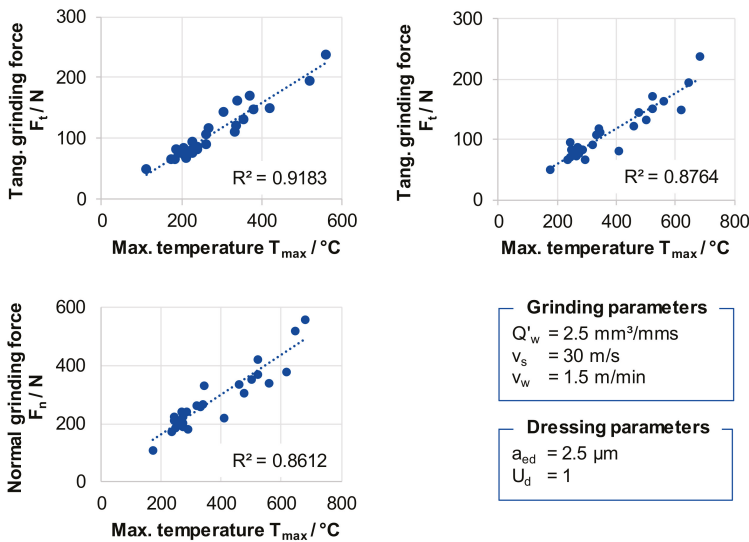 Tang. grinding force
Ft / N
300
200
100
0
0 200 400 600
R² = 0.9183
Max. temperature Tmax / °C
Tang. grinding force
Ft / N
300
200
100
0
0 200 400 600 800
R² = 0.8764
Max. temperature Tmax / °C
Normal grinding force
Fn / N
600
400
200
0
0 200 400 600 800
R² = 0.8612
Max. temperature Tmax / °C
Grinding parameters
Q'w = 2.5 mm³/mms
vs = 30 m/s
vw = 1.5 m/min
Dressing parameters
aed = 2.5 µm
Ud = 1